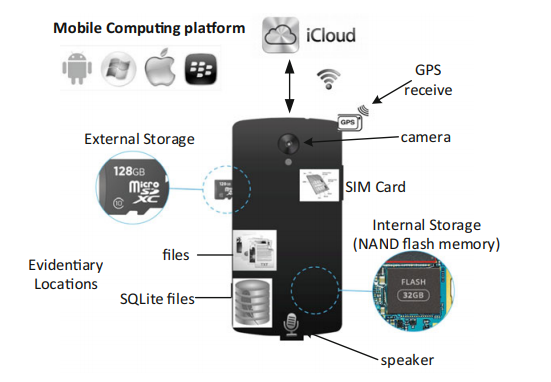 Mobile Computing platform
iCloud
GPS
receive
GPS
External Storage
camera
128GB
micro
SD
XC
SIM Card
Internal Storage
(NAND flash memory)
files
Evidentiary
Locations
FLASH
32GB
SQLite files
speaker